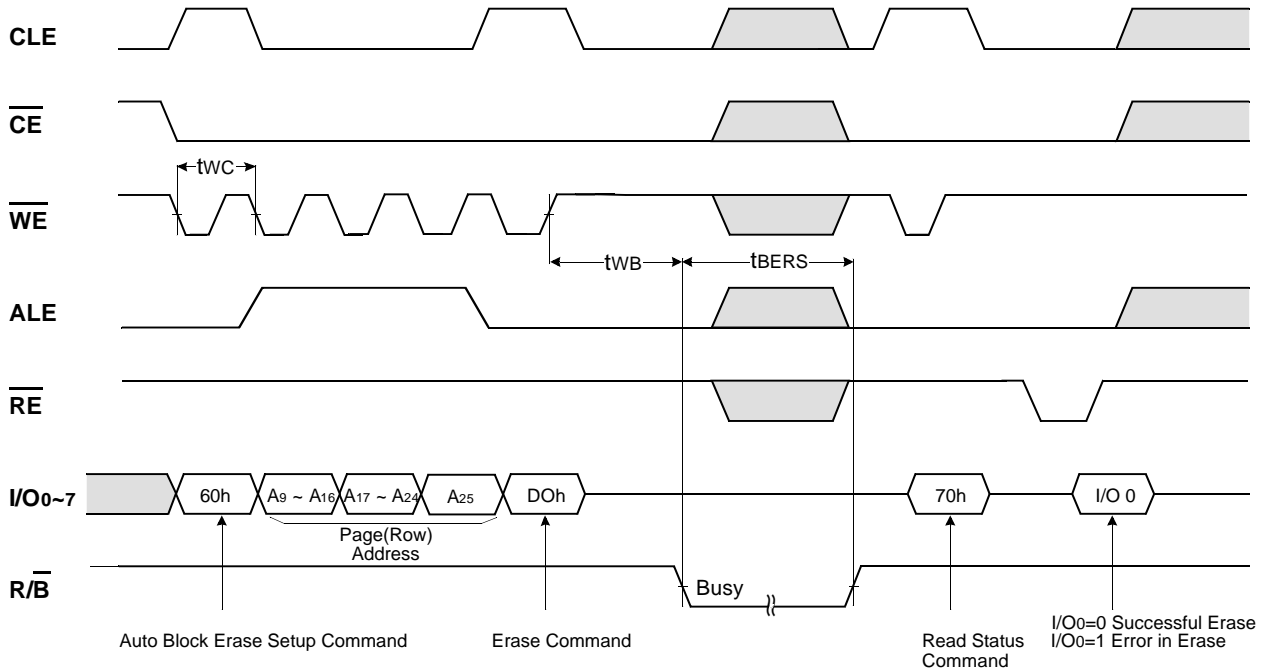 CLE
CE
tWC
WE
tWB
tBERS
ALE
RE
I/O0~7
60h
A9 ~ A16
A17 ~ A24
A25
DOh
70h
I/O 0
Page(Row)
Address
R/B
Busy
Auto Block Erase Setup Command
Erase Command
Read Status
Command
I/O0=0 Successful Erase
I/O0=1 Error in Erase